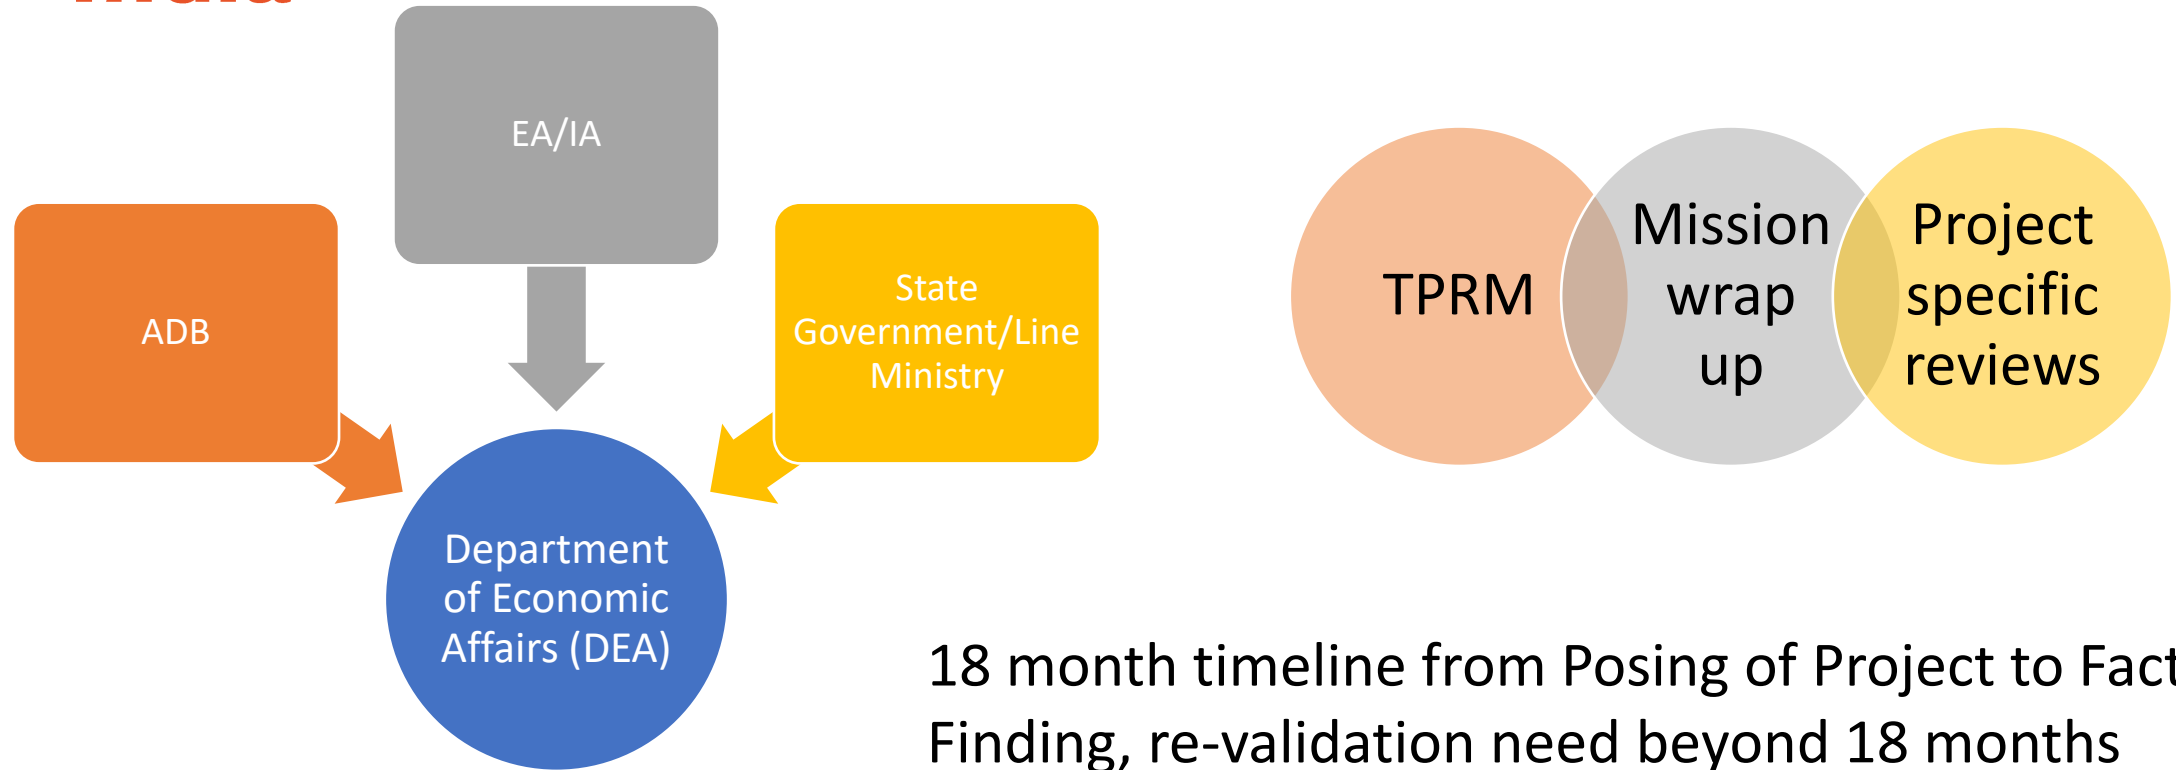 India
EA/IA
ADB
State
Government/Line
Ministry
Department
of Economic
Affairs (DEA)
TPRM
Mission
wrap
up
Project
specific
reviews
18 month timeline from Posing of Project to Fact
Finding, re-validation need beyond 18 months